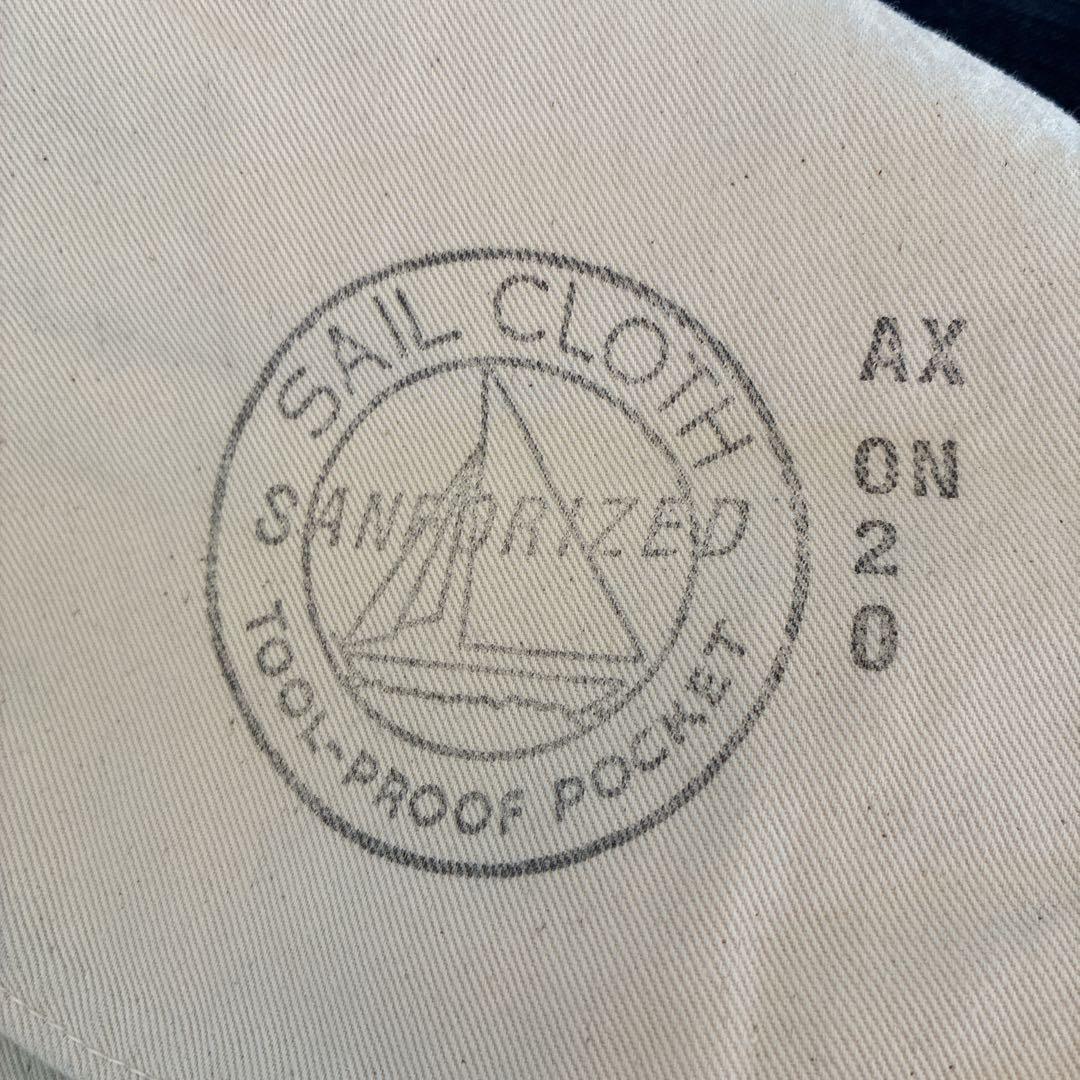 SAIL CLOTH
SANFORIZED
TOOL-PROOF POCKET
AX
ON
2
0